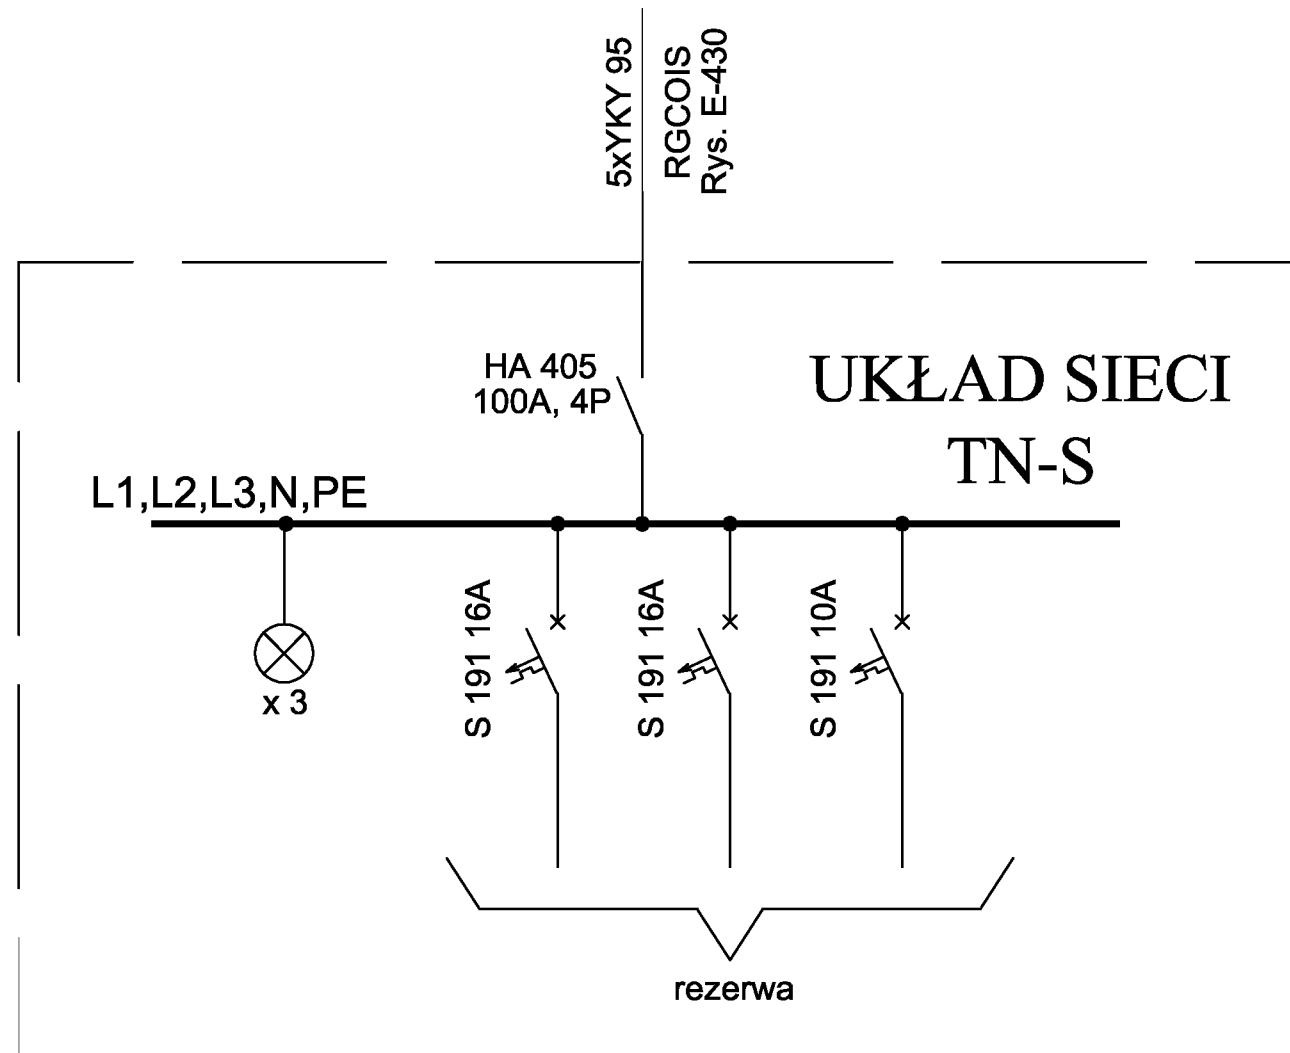 5xYKY 95
RGCOIS
Rys. E-430
HA 405
100A, 4P
UKŁAD SIECI
TN-S
L1,L2,L3,N,PE
x 3
S 191 16A
S 191 16A
S 191 10A
rezerwa